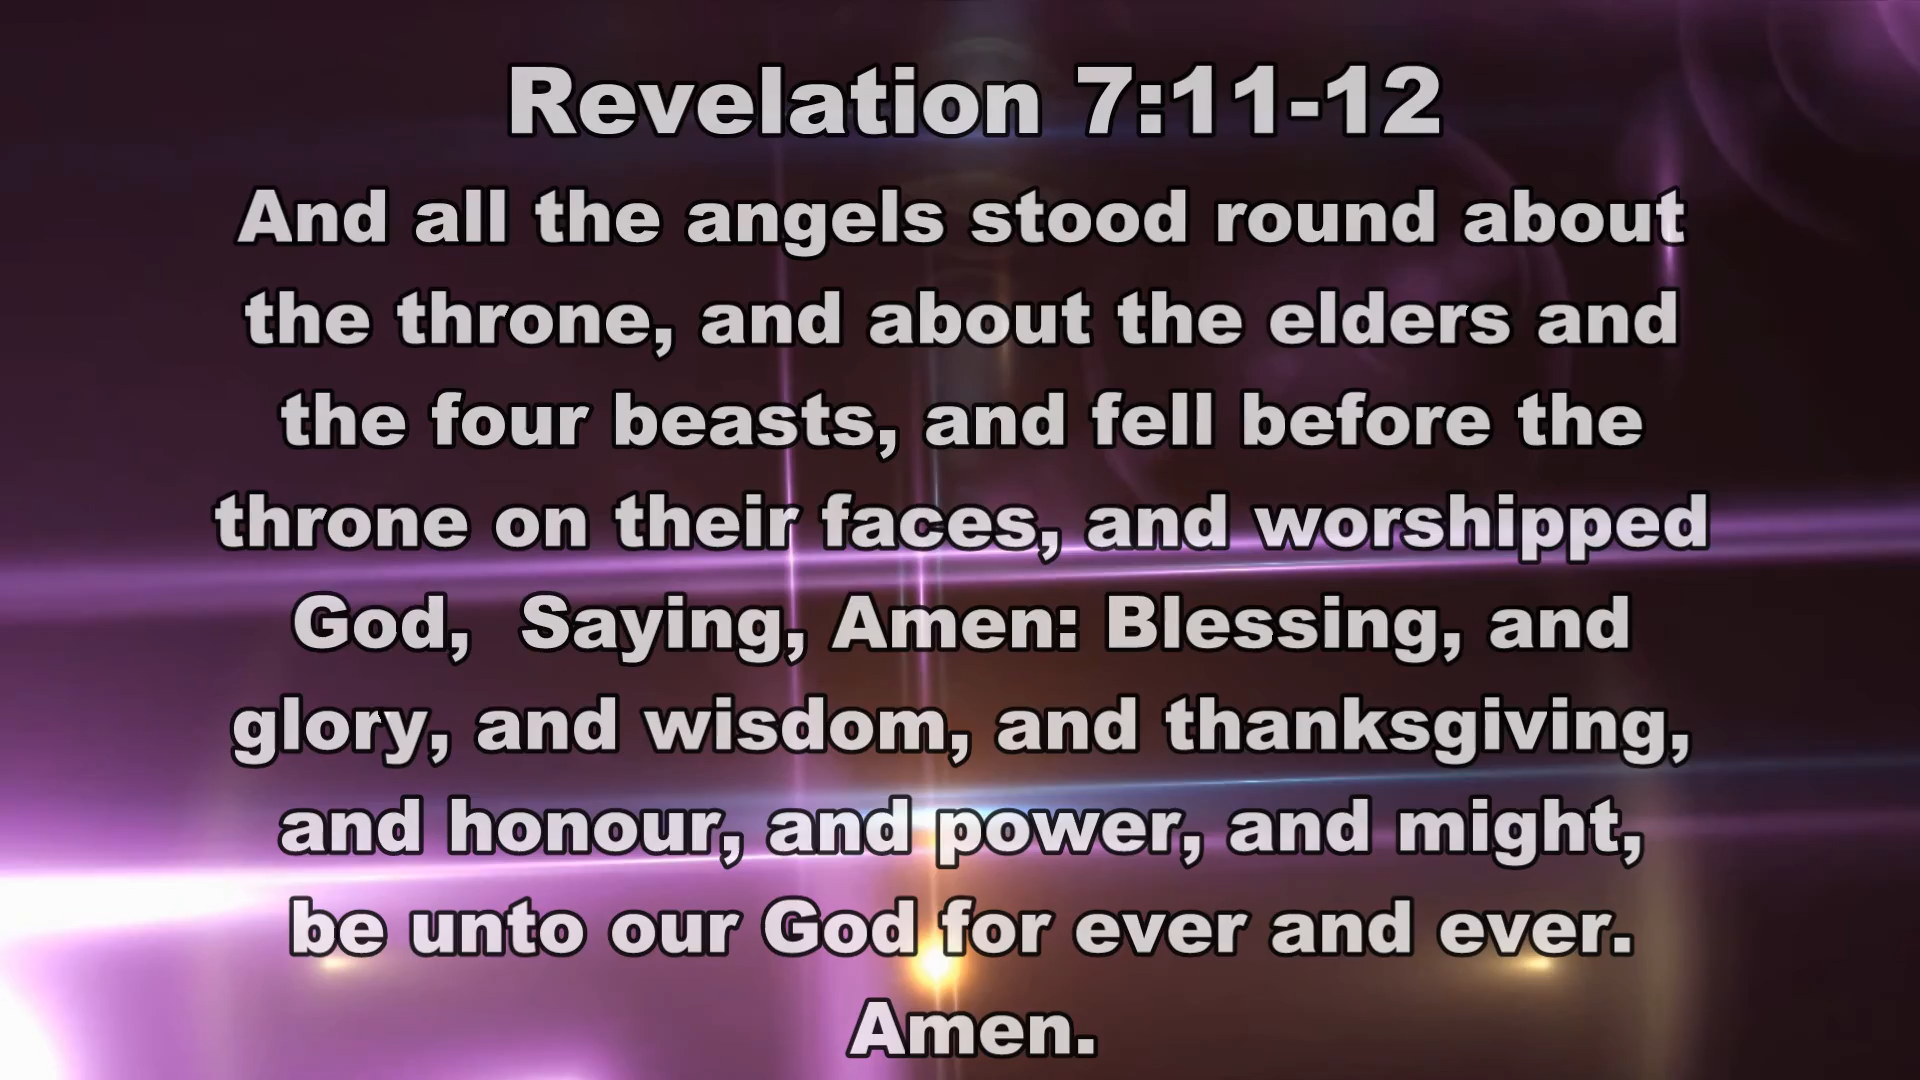 Revelation 7:11-12
And all the angels stood round about
the throne, and about the elders and
the four beasts, and fell before the
throne on their faces, and worshipped
God,  Saying, Amen: Blessing, and
glory, and wisdom, and thanksgiving,
and honour, and power, and might,
be unto our God for ever and ever.
Amen.